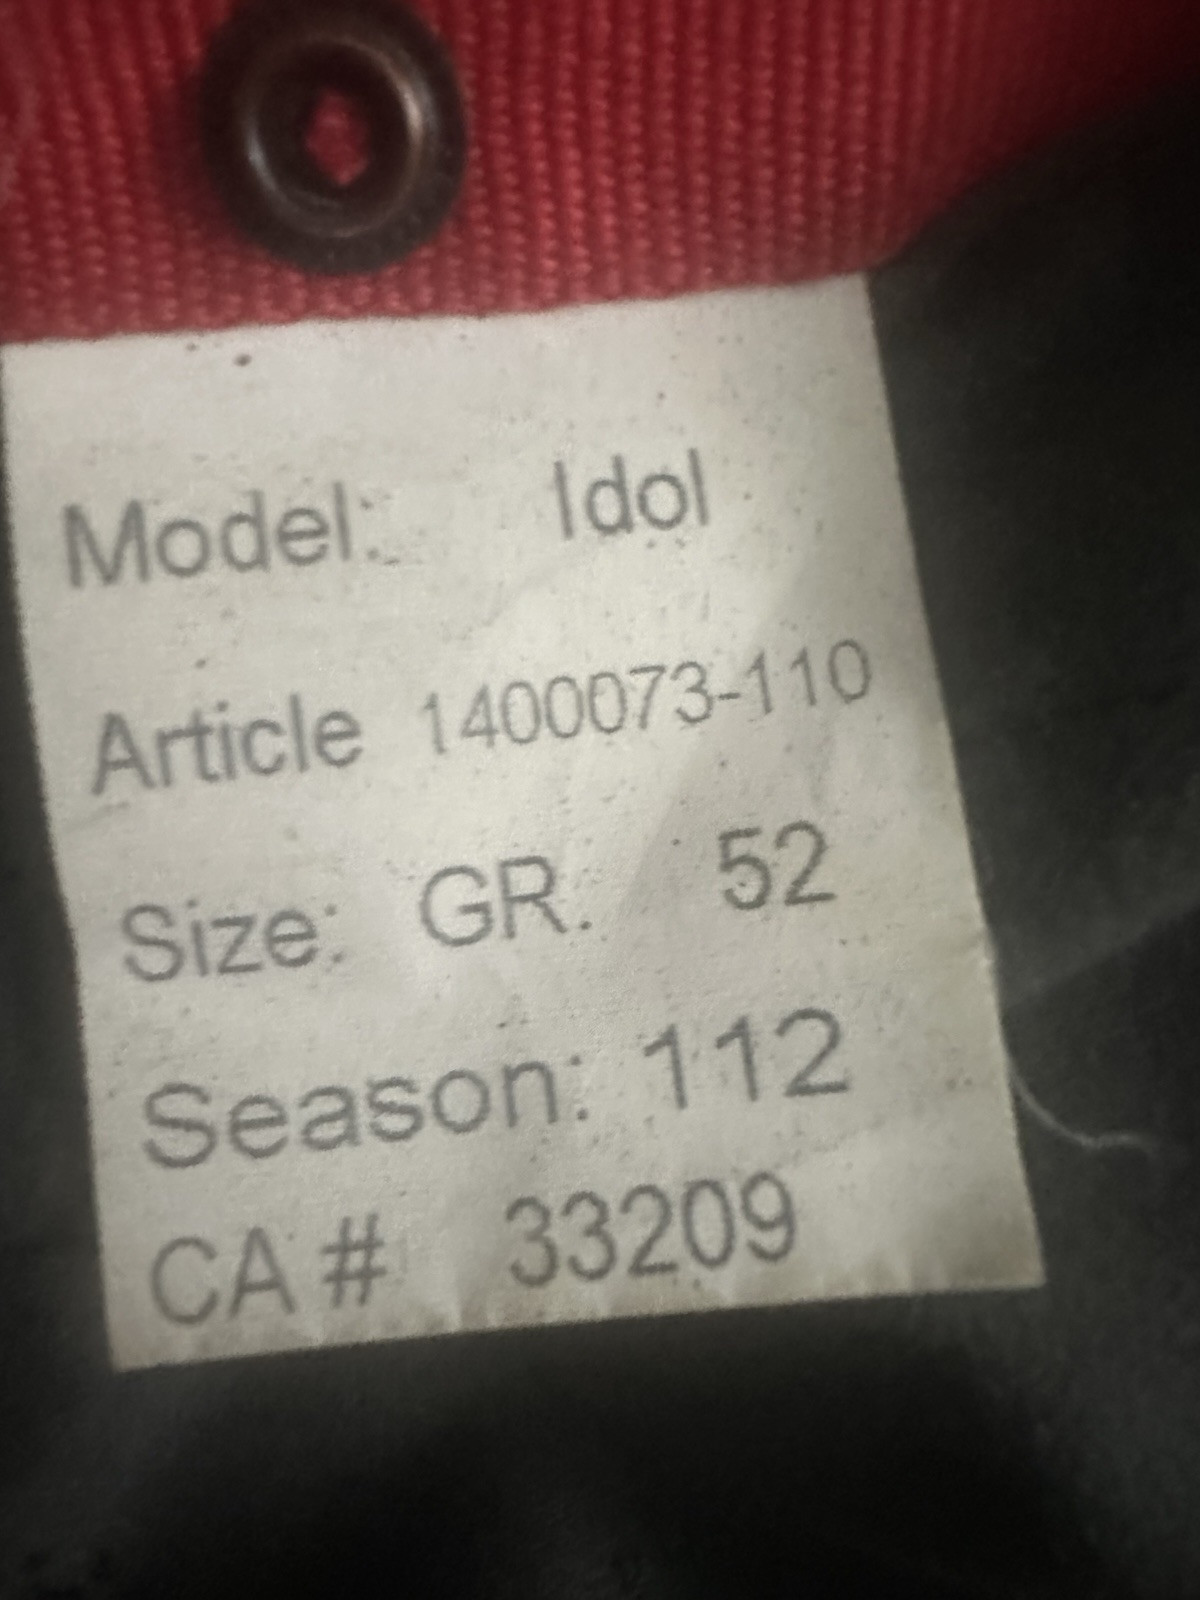 Model: Idol
Article 1400073-110
Size: GR. 52
Season: 112
CA # 33209